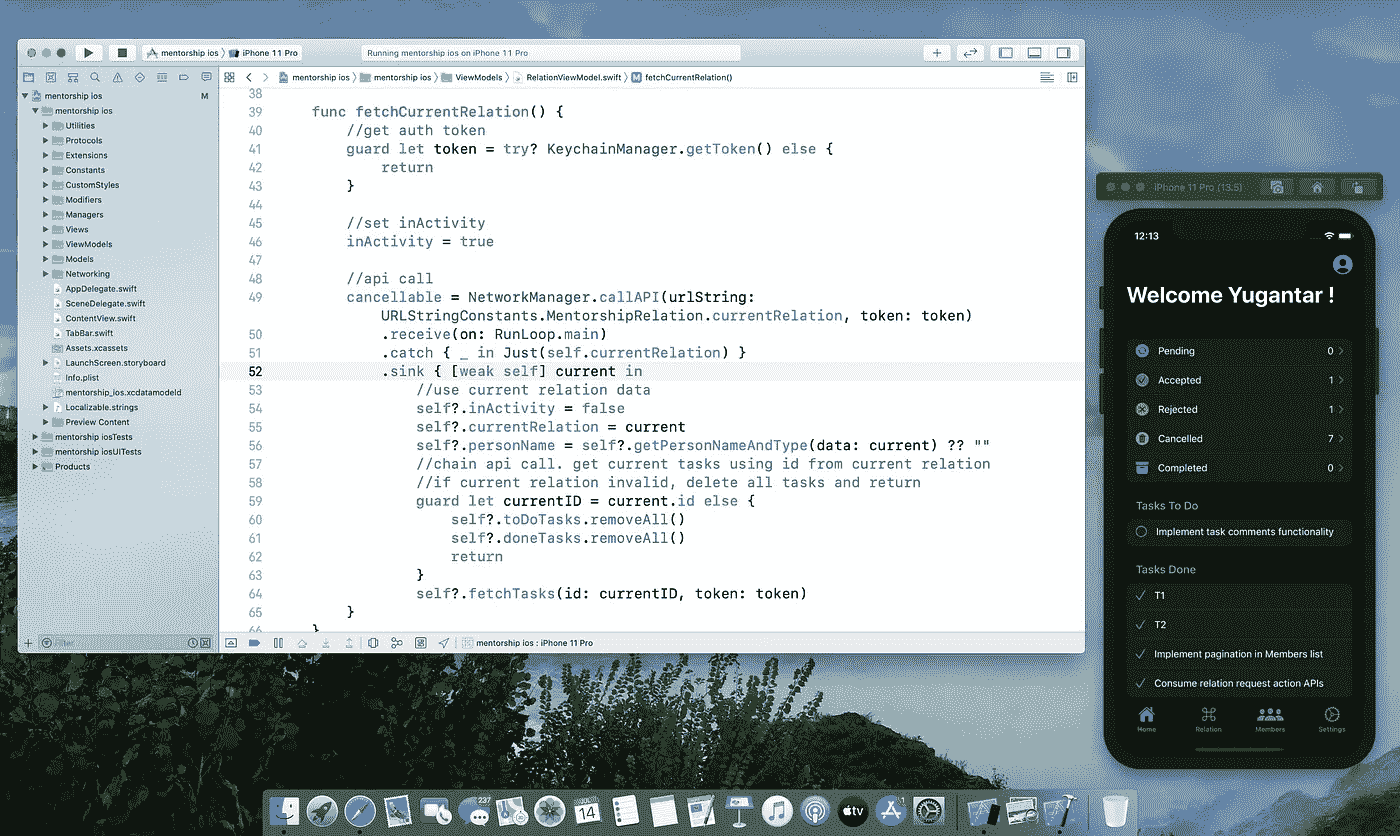 mentorship ios
iPhone 11 Pro
Running mentorship ios on iPhone 11 Pro
mentorship ios
mentorship ios
ViewModels
RelationViewModel.swift
fetchCurrentRelation()
mentorship ios
M
mentorship ios
Utilities
Protocols
Extensions
Constants
CustomStyles
Modifiers
Managers
Views
ViewModels
Models
Networking
AppDelegate.swift
SceneDelegate.swift
ContentView.swift
TabBar.swift
Assets.xcassets
LaunchScreen.storyboard
Info.plist
mentorship_ios.xcdatamodeld
Localizable.strings
Preview Content
mentorship iosTests
mentorship iosUITests
Products
Filter
38
39 func fetchCurrentRelation() {
40 //get auth token
41 guard let token = try? KeychainManager.getToken() else {
42 return
43 }
44
45 //set inActivity
46 inActivity = true
47
48 //api call
49 cancellable = NetworkManager.callAPI(urlString:
URLStringConstants.MentorshipRelation.currentRelation, token: token)
50 .receive(on: RunLoop.main)
51 .catch { _ in Just(self.currentRelation) }
52 .sink { [weak self] current in
53 //use current relation data
54 self?.inActivity = false
55 self?.currentRelation = current
56 self?.personName = self?.getPersonNameAndType(data: current) ?? ""
57 //chain api call. get current tasks using id from current relation
58 //if current relation invalid, delete all tasks and return
59 guard let currentID = current.id else {
60 self?.toDoTasks.removeAll()
61 self?.doneTasks.removeAll()
62 return
63 }
64 self?.fetchTasks(id: currentID, token: token)
65 }
66 }
mentorship ios : iPhone 11 Pro
iPhone 11 Pro (13.5)
12:13
Welcome Yugantar !
Pending 0
Accepted 1
Rejected 1
Cancelled 7
Completed 0
Tasks To Do
Implement task comments functionality
Tasks Done
T1
T2
Implement pagination in Members list
Consume relation request action APIs
Home
Relation
Members
Settings
237
14
tv
1